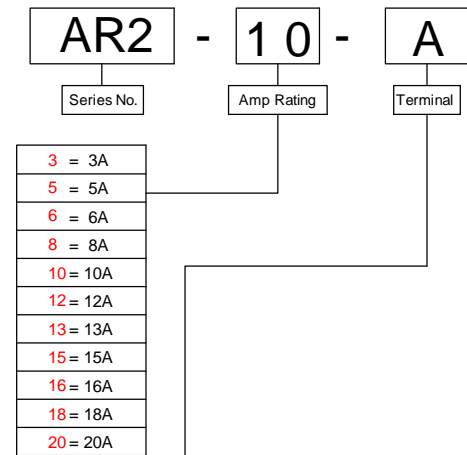 AR2 - 10 - A
Series No. Amp Rating Terminal
3 = 3A
5 = 5A
6 = 6A
8 = 8A
10 = 10A
12 = 12A
13 = 13A
15 = 15A
16 = 16A
18 = 18A
20 = 20A